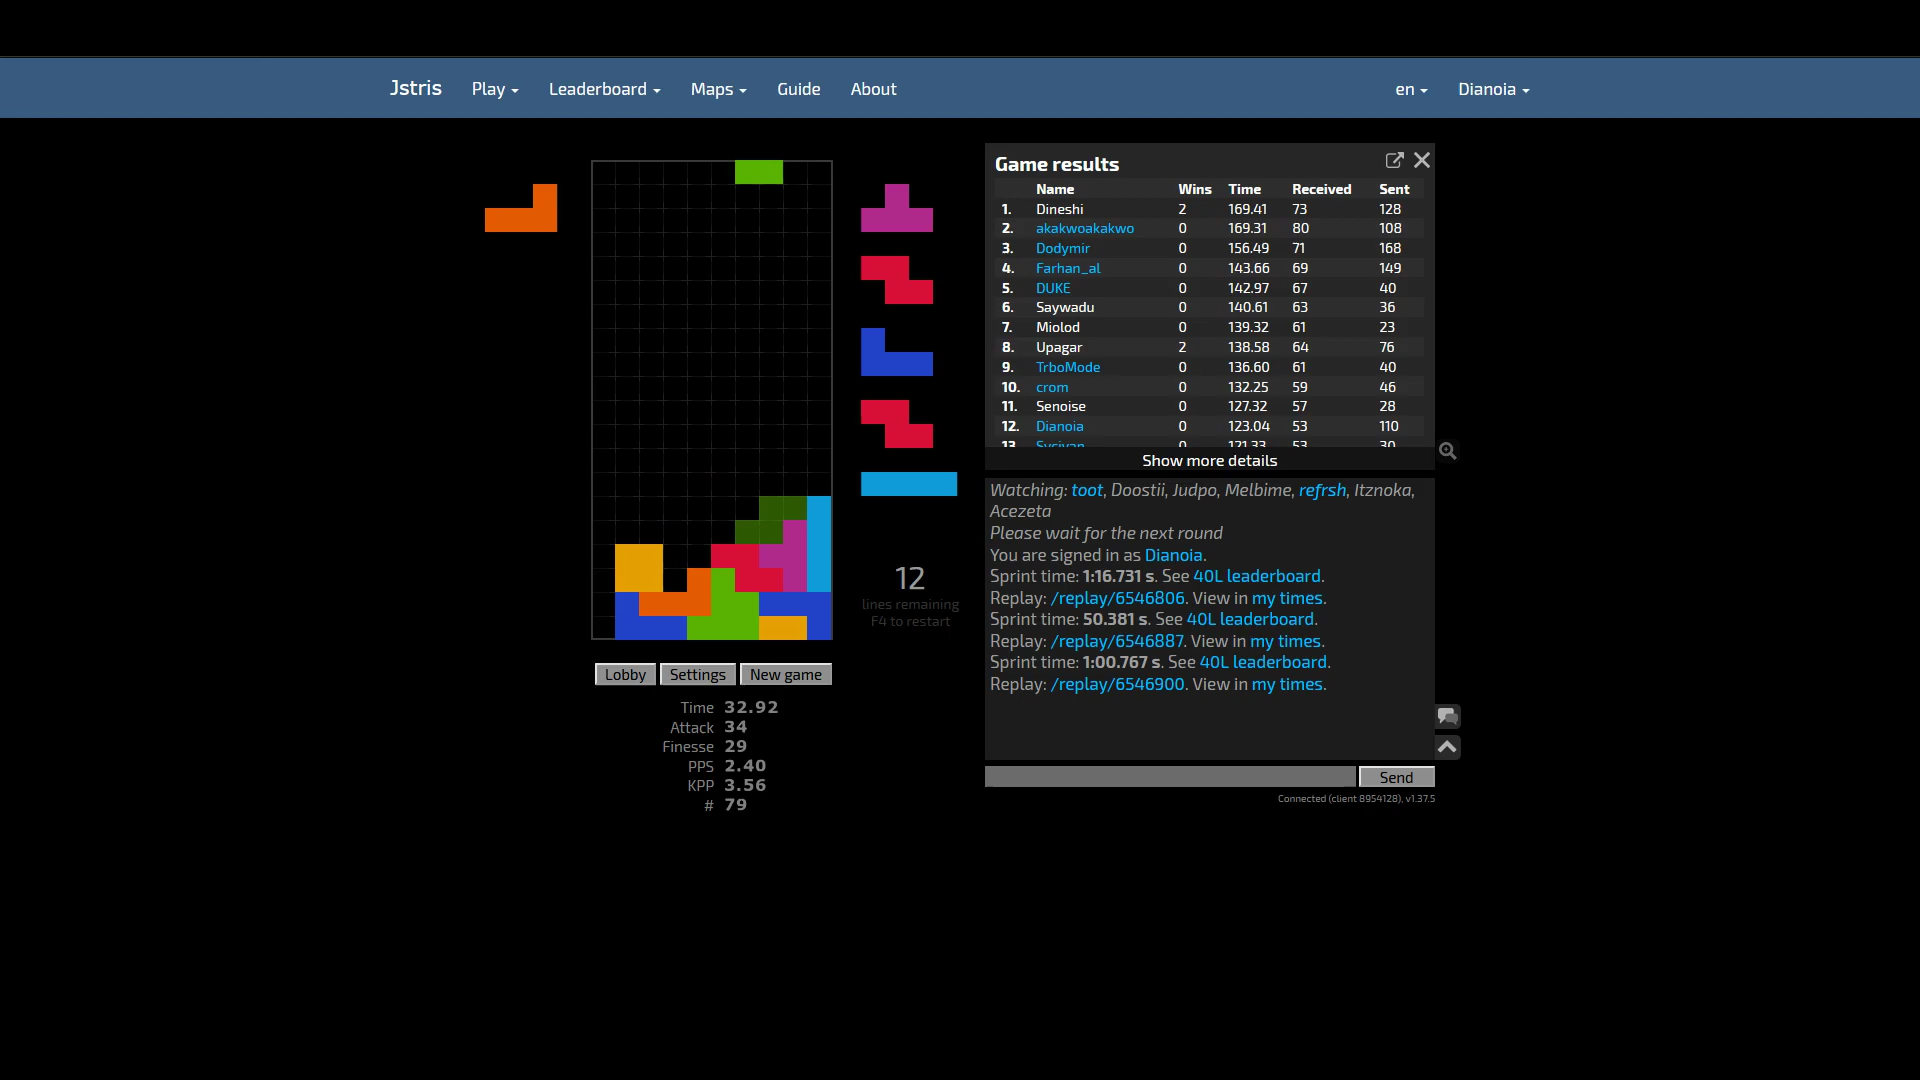 Jstris Play Leaderboard Maps Guide About en Dianoia
Game results
Name Wins Time Received Sent
1. Dineshi 2 169.41 73 128
2. akakwoakakwo 0 169.31 80 108
3. Dodymir 0 156.49 71 168
4. Farhan_al 0 143.66 69 149
5. DUKE 0 142.97 67 40
6. Saywadu 0 140.61 63 36
7. Miolod 0 139.32 61 23
8. Upagar 2 138.58 64 76
9. TrboMode 0 136.60 61 40
10. crom 0 132.25 59 46
11. Senoise 0 127.32 57 28
12. Dianoia 0 123.04 53 110
13. 0 121.33 53 30
Show more details
Watching: toot, Doostii, Judpo, Melbime, refrsh, Itznoka,
Acezeta
Please wait for the next round
You are signed in as Dianoia.
Sprint time: 1:16.731 s. See 40L leaderboard.
Replay: /replay/6546806. View in my times.
Sprint time: 50.381 s. See 40L leaderboard.
Replay: /replay/6546887. View in my times.
Sprint time: 1:00.767 s. See 40L leaderboard.
Replay: /replay/6546900. View in my times.
Send
Connected (client 8954128), v1.37.5
12
lines remaining
F4 to restart
Lobby Settings New game
Time 32.92
Attack 34
Finesse 29
PPS 2.40
KPP 3.56
# 79